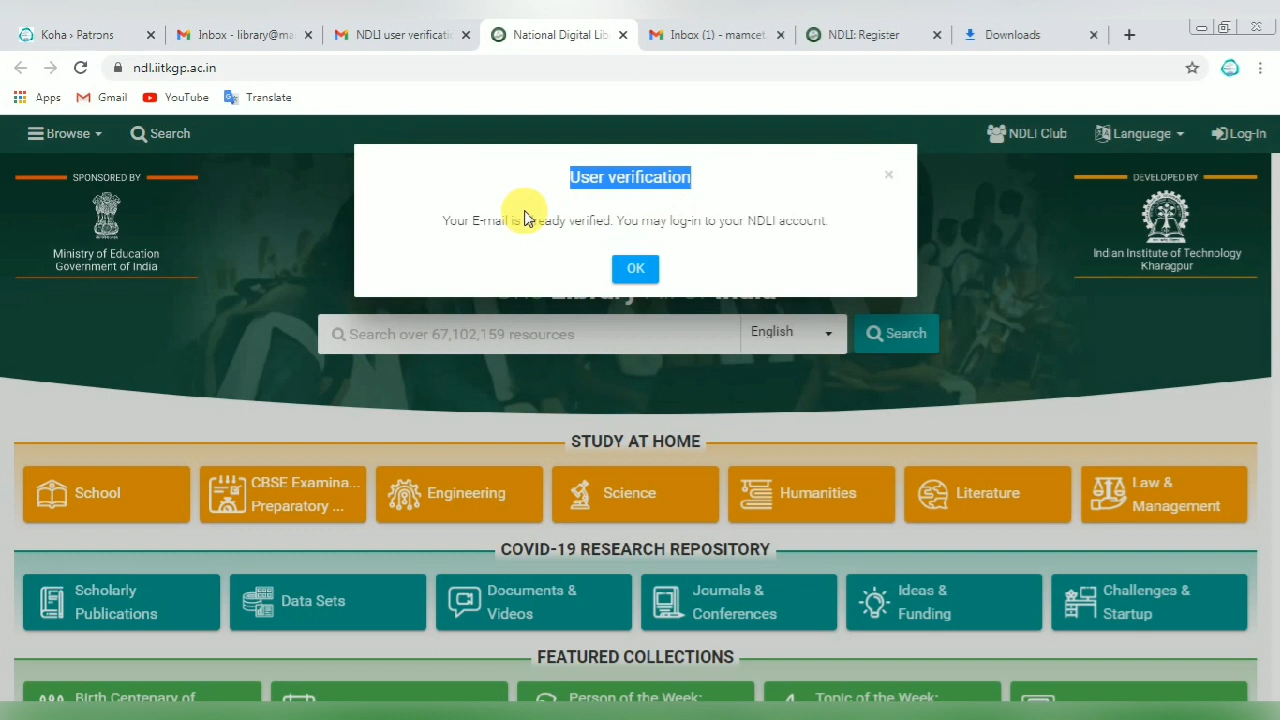 Koha › Patrons
Inbox - library@ma
NDLI user verificatio
National Digital Lib
Inbox (1) - mamcet.
NDLI: Register
Downloads
ndl.iitkgp.ac.in
Apps Gmail YouTube Translate
Browse Search NDLI Club Language Log-In
User verification
Your E-mail is already verified. You may log-in to your NDLI account.
OK
SPONSORED BY
Ministry of Education
Government of India
DEVELOPED BY
Indian Institute of Technology
Kharagpur
Search over 67,102,159 resources English Search
STUDY AT HOME
School
CBSE Examina...
Preparatory ...
Engineering
Science
Humanities
Literature
Law &
Management
COVID-19 RESEARCH REPOSITORY
Scholarly
Publications
Data Sets
Documents &
Videos
Journals &
Conferences
Ideas &
Funding
Challenges &
Startup
FEATURED COLLECTIONS
Birth Centenary of
Person of the Week:
Topic of the Week: